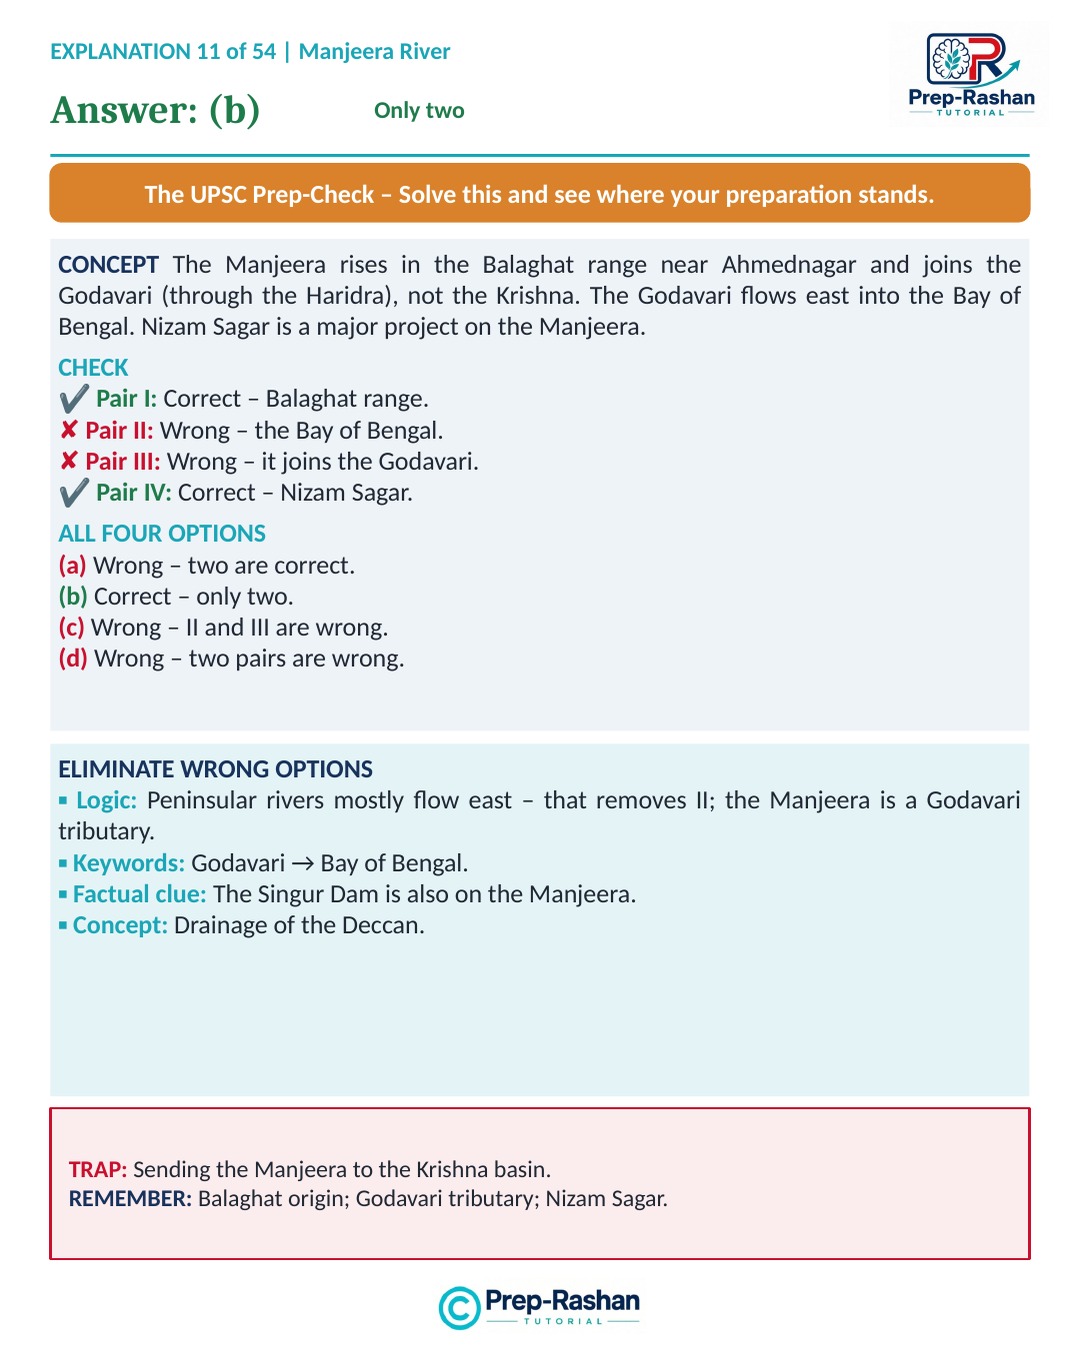 EXPLANATION 11 of 54 | Manjeera River
Prep-Rashan
TUTORIAL
Answer: (b) Only two
The UPSC Prep-Check – Solve this and see where your preparation stands.
CONCEPT The Manjeera rises in the Balaghat range near Ahmednagar and joins the
Godavari (through the Haridra), not the Krishna. The Godavari flows east into the Bay of
Bengal. Nizam Sagar is a major project on the Manjeera.
CHECK
✔ Pair I: Correct – Balaghat range.
✘ Pair II: Wrong – the Bay of Bengal.
✘ Pair III: Wrong – it joins the Godavari.
✔ Pair IV: Correct – Nizam Sagar.
ALL FOUR OPTIONS
(a) Wrong – two are correct.
(b) Correct – only two.
(c) Wrong – II and III are wrong.
(d) Wrong – two pairs are wrong.
ELIMINATE WRONG OPTIONS
▪ Logic: Peninsular rivers mostly flow east – that removes II; the Manjeera is a Godavari
tributary.
▪ Keywords: Godavari → Bay of Bengal.
▪ Factual clue: The Singur Dam is also on the Manjeera.
▪ Concept: Drainage of the Deccan.
TRAP: Sending the Manjeera to the Krishna basin.
REMEMBER: Balaghat origin; Godavari tributary; Nizam Sagar.
© Prep-Rashan
TUTORIAL